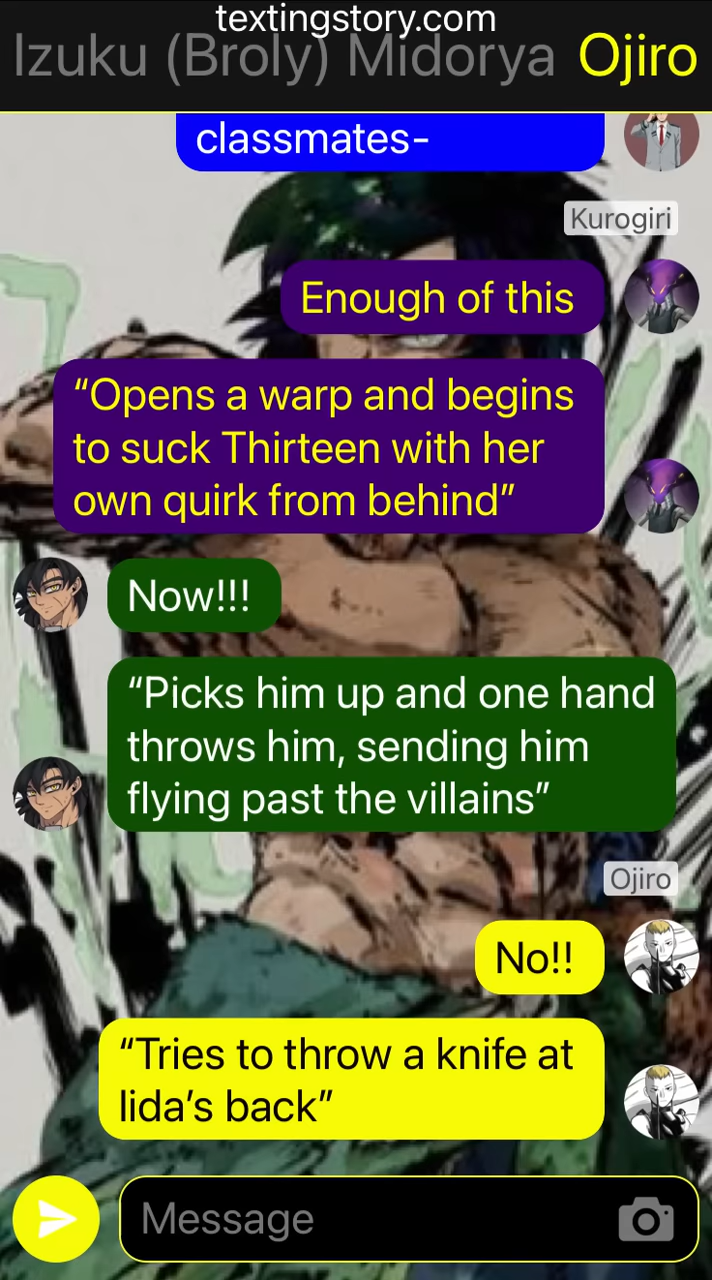 textingstory.com
Izuku (Broly) Midorya Ojiro
classmates-
Kurogiri
Enough of this
“Opens a warp and begins
to suck Thirteen with her
own quirk from behind”
Now!!!
“Picks him up and one hand
throws him, sending him
flying past the villains”
Ojiro
No!!
“Tries to throw a knife at
Iida’s back”
Message